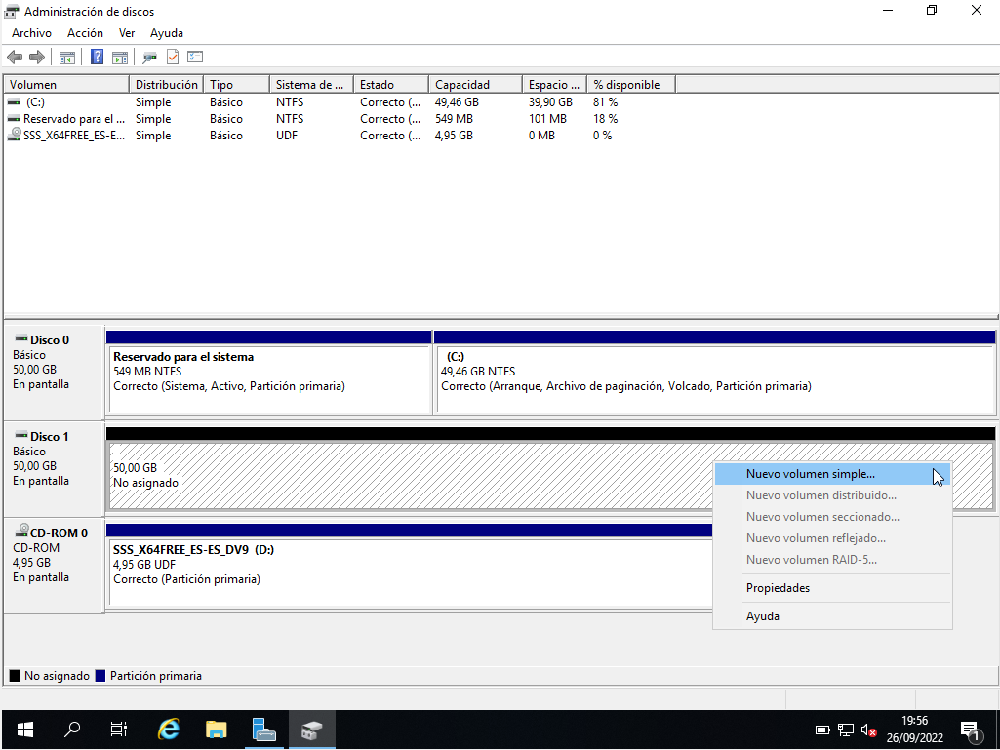 Administración de discos
Archivo Acción Ver Ayuda
Volumen Distribución Tipo Sistema de ... Estado Capacidad Espacio ... % disponible
(C:) Simple Básico NTFS Correcto (... 49,46 GB 39,90 GB 81 %
Reservado para el ... Simple Básico NTFS Correcto (... 549 MB 101 MB 18 %
SSS_X64FREE_ES-E... Simple Básico UDF Correcto (... 4,95 GB 0 MB 0 %
Disco 0
Básico
50,00 GB
En pantalla
Reservado para el sistema
549 MB NTFS
Correcto (Sistema, Activo, Partición primaria)
(C:)
49,46 GB NTFS
Correcto (Arranque, Archivo de paginación, Volcado, Partición primaria)
Disco 1
Básico
50,00 GB
En pantalla
50,00 GB
No asignado
Nuevo volumen simple...
Nuevo volumen distribuido...
Nuevo volumen seccionado...
Nuevo volumen reflejado...
Nuevo volumen RAID-5...
Propiedades
Ayuda
CD-ROM 0
CD-ROM
4,95 GB
En pantalla
SSS_X64FREE_ES-ES_DV9 (D:)
4,95 GB UDF
Correcto (Partición primaria)
No asignado Partición primaria
19:56
26/09/2022
1